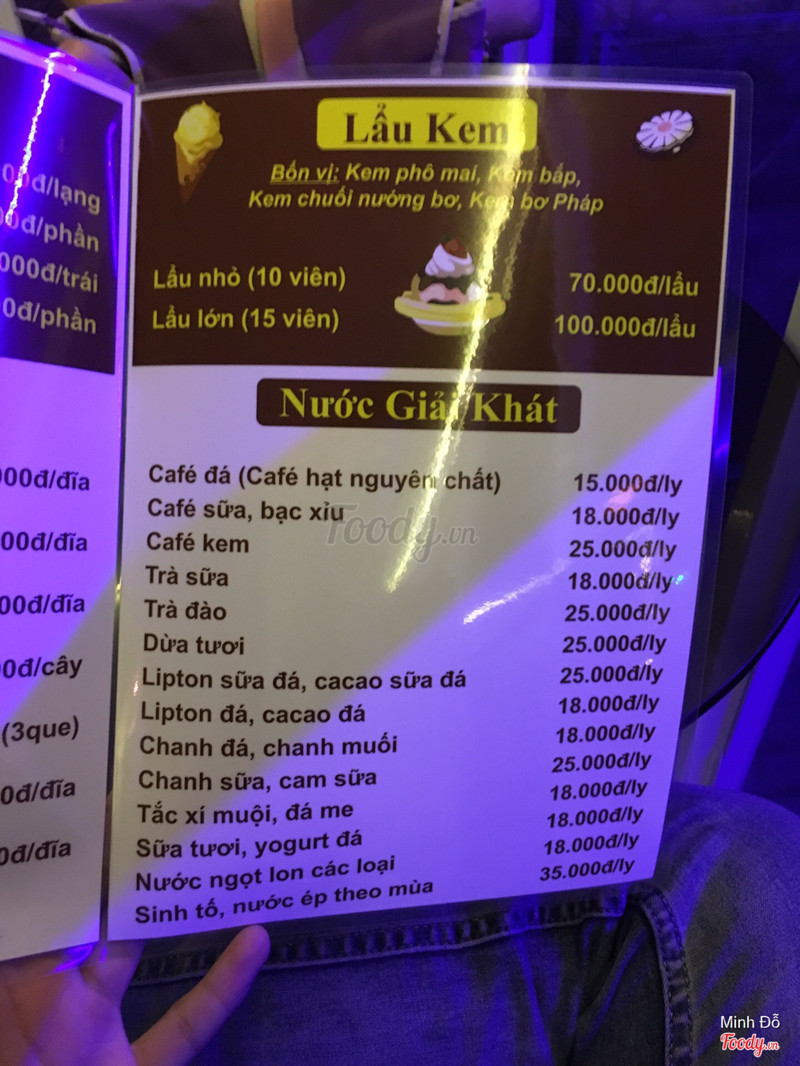 đ/lạng
0đ/phần
000đ/trái
0đ/phần
000đ/đĩa
00đ/đĩa
00đ/đĩa
0đ/cây
(3que)
0đ/đĩa
0đ/đĩa
Lẩu Kem
Bốn vị: Kem phô mai, Kem bắp,
Kem chuối nướng bơ, Kem bơ Pháp
Lẩu nhỏ (10 viên) 70.000đ/lẩu
Lẩu lớn (15 viên) 100.000đ/lẩu
Nước Giải Khát
Café đá (Café hạt nguyên chất) 15.000đ/ly
Café sữa, bạc xỉu 18.000đ/ly
Café kem 25.000đ/ly
Trà sữa 18.000đ/ly
Trà đào 25.000đ/ly
Dừa tươi 25.000đ/ly
Lipton sữa đá, cacao sữa đá 25.000đ/ly
Lipton đá, cacao đá 18.000đ/ly
Chanh đá, chanh muối 18.000đ/ly
Chanh sữa, cam sữa 25.000đ/ly
Tắc xí muội, đá me 18.000đ/ly
Sữa tươi, yogurt đá 18.000đ/ly
Nước ngọt lon các loại 18.000đ/ly
Sinh tố, nước ép theo mùa 35.000đ/ly
Foody.vn
Minh Đỗ
Foody.vn